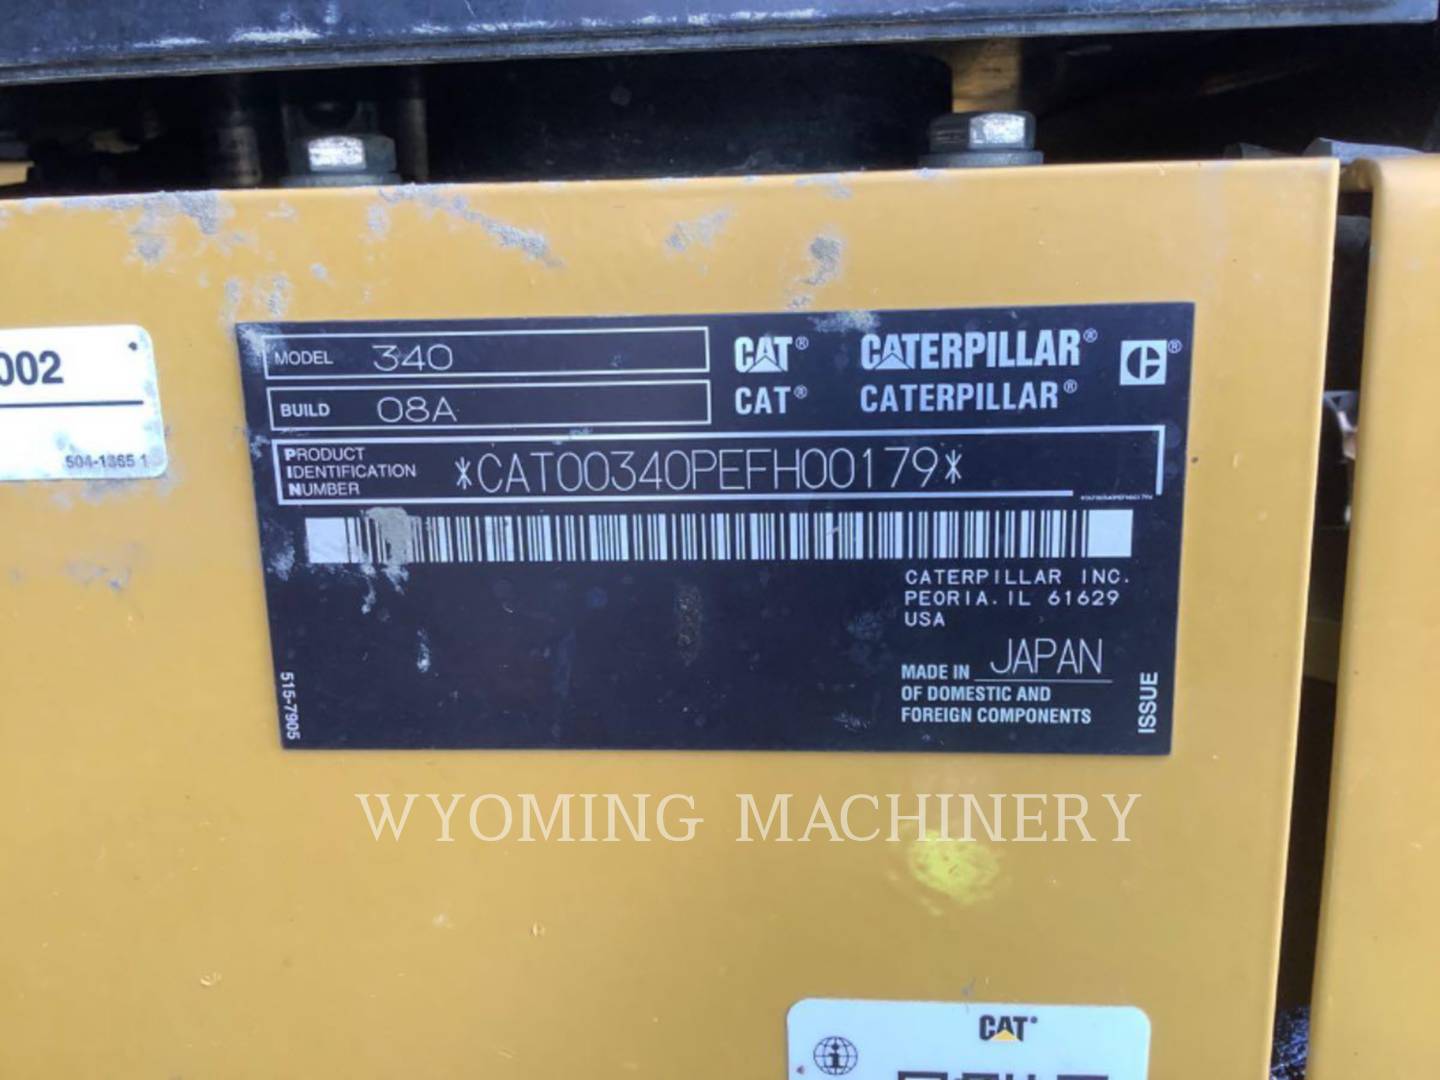 002
504-1365 1
MODEL 340
CAT® CATERPILLAR®
BUILD 08A
CAT® CATERPILLAR®
PRODUCT
IDENTIFICATION
NUMBER
*CAT00340PEFH00179*
CATERPILLAR INC.
PEORIA. IL 61629
USA
MADE IN JAPAN
OF DOMESTIC AND
FOREIGN COMPONENTS
515-7905
ISSUE
WYOMING MACHINERY
CAT®